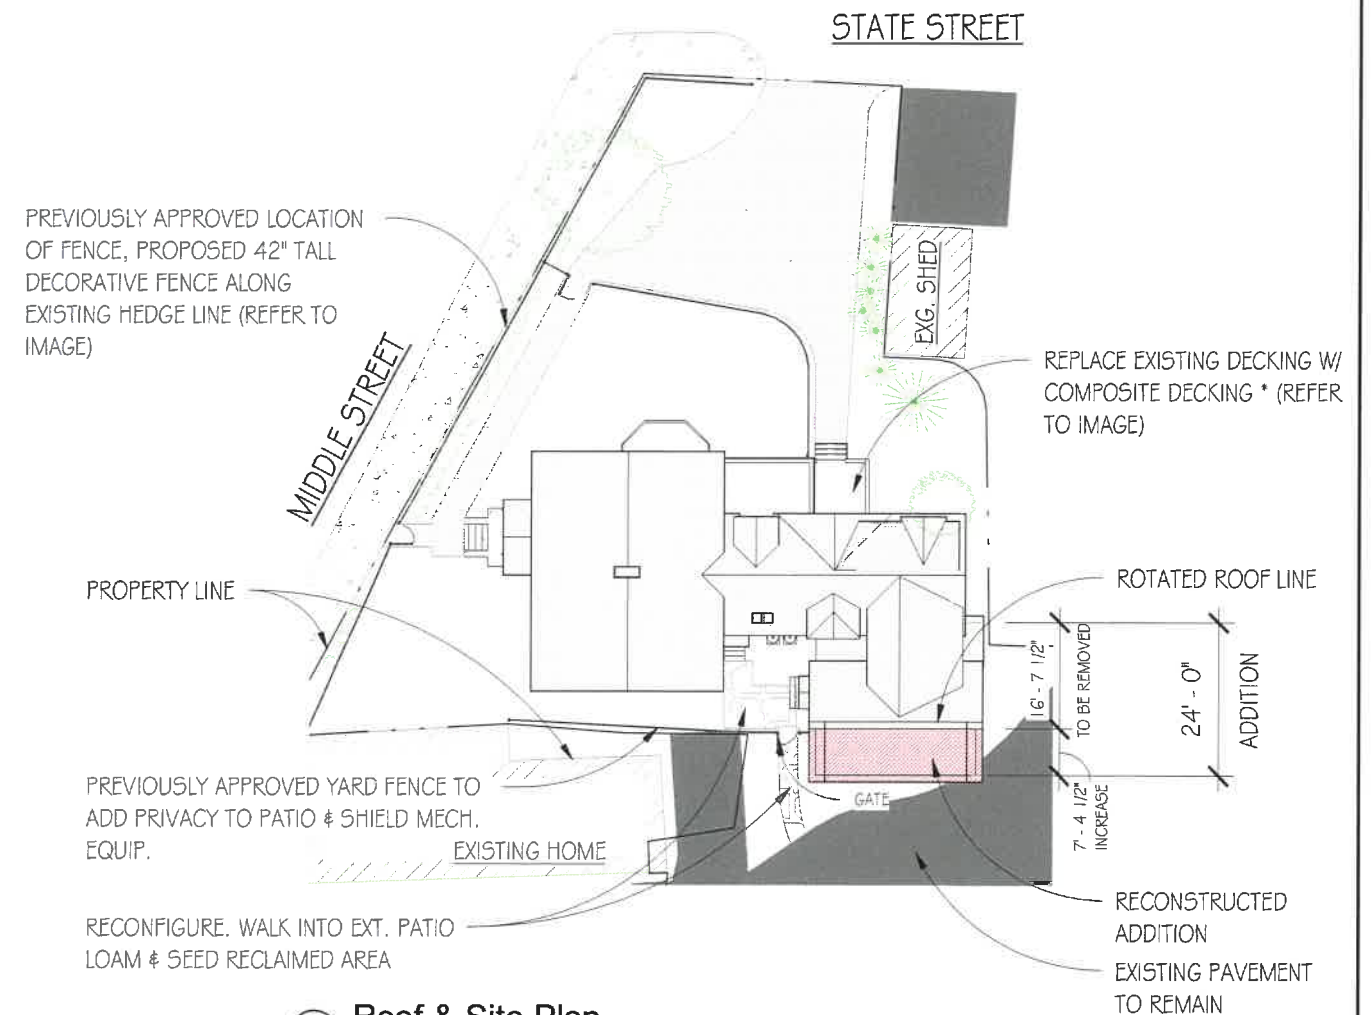 STATE STREET
PREVIOUSLY APPROVED LOCATION
OF FENCE, PROPOSED 42" TALL
DECORATIVE FENCE ALONG
EXISTING HEDGE LINE (REFER TO
IMAGE)
MIDDLE STREET
EXG. SHED
REPLACE EXISTING DECKING W/
COMPOSITE DECKING * (REFER
TO IMAGE)
PROPERTY LINE
ROTATED ROOF LINE
16' - 7 1/2"
TO BE REMOVED
24' - 0"
ADDITION
7' - 4 1/2"
INCREASE
PREVIOUSLY APPROVED YARD FENCE TO
ADD PRIVACY TO PATIO & SHIELD MECH.
EQUIP.
EXISTING HOME
GATE
RECONFIGURE. WALK INTO EXT. PATIO
LOAM & SEED RECLAIMED AREA
RECONSTRUCTED
ADDITION
EXISTING PAVEMENT
TO REMAIN
Roof & Site Plan